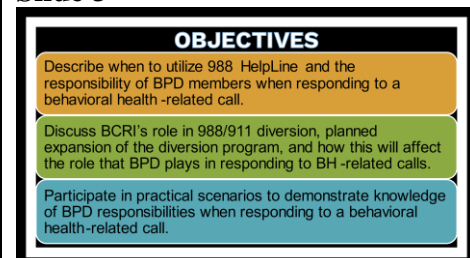 OBJECTIVES
Describe when to utilize 988 HelpLine and the
responsibility of BPD members when responding to a
behavioral health -related call.
Discuss BCRI's role in 988/911 diversion, planned
expansion of the diversion program, and how this will affect
the role that BPD plays in responding to BH -related calls.
Participate in practical scenarios to demonstrate knowledge
of BPD responsibilities when responding to a behavioral
health-related call.